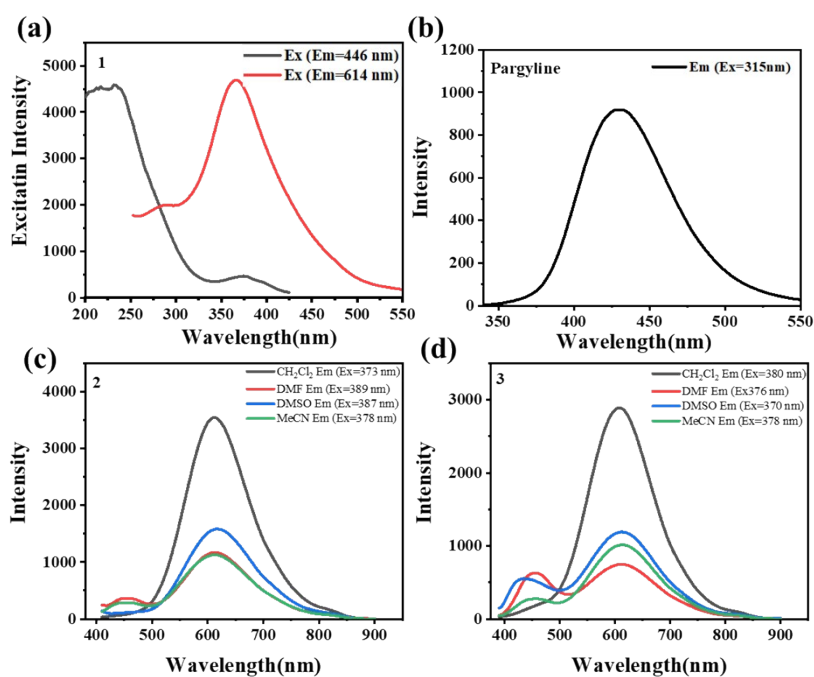 (a)
1
Ex (Em=446 nm)
Ex (Em=614 nm)
Excitatin Intensity
5000
4000
3000
2000
1000
0
200 250 300 350 400 450 500 550
Wavelength(nm)
(b)
Pargyline
Em (Ex=315nm)
Intensity
1200
1000
800
600
400
200
0
350 400 450 500 550
Wavelength(nm)
(c)
2
CH₂Cl₂ Em (Ex=373 nm)
DMF Em (Ex=389 nm)
DMSO Em (Ex=387 nm)
MeCN Em (Ex=378 nm)
Intensity
4000
3000
2000
1000
0
400 500 600 700 800 900
Wavelength(nm)
(d)
3
CH₂Cl₂ Em (Ex=380 nm)
DMF Em (Ex376 nm)
DMSO Em (Ex=370 nm)
MeCN Em (Ex=378 nm)
Intensity
3000
2000
1000
0
400 500 600 700 800 900
Wavelength(nm)